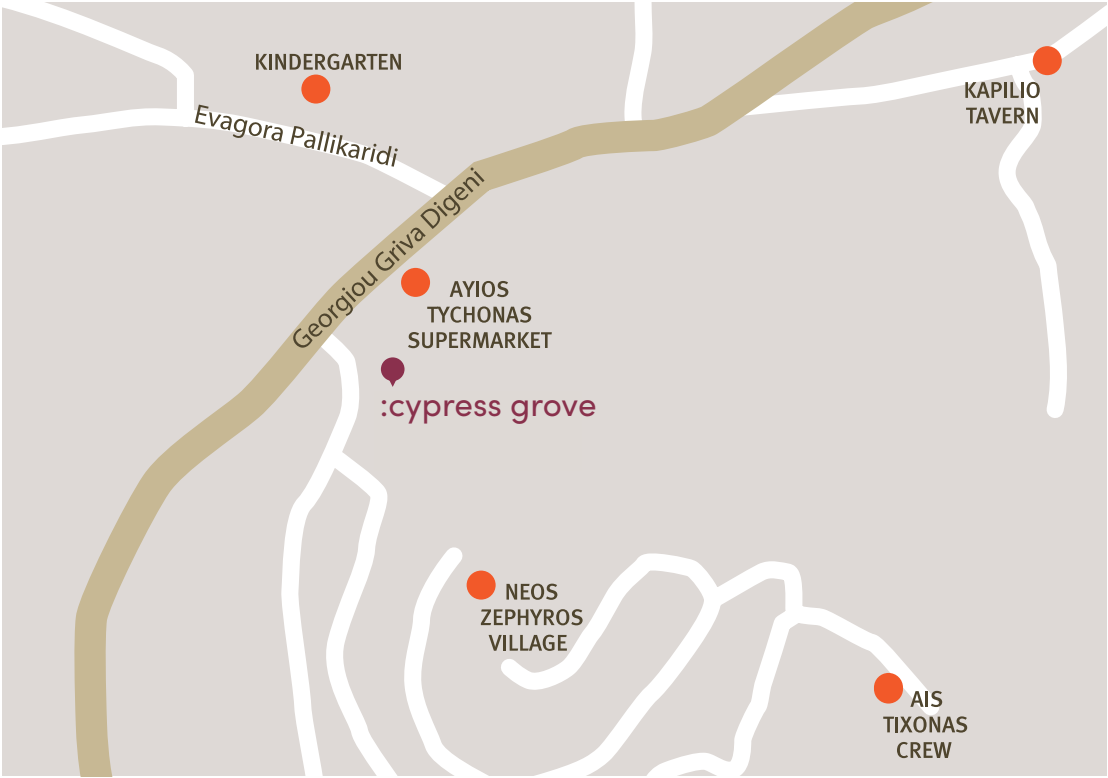 KINDERGARTEN
Evagora Pallikaridi
KAPILIO
TAVERN
Georgiou Griva Digeni
AYIOS
TYCHONAS
SUPERMARKET
:cypress grove
NEOS
ZEPHYROS
VILLAGE
AIS
TIXONAS
CREW